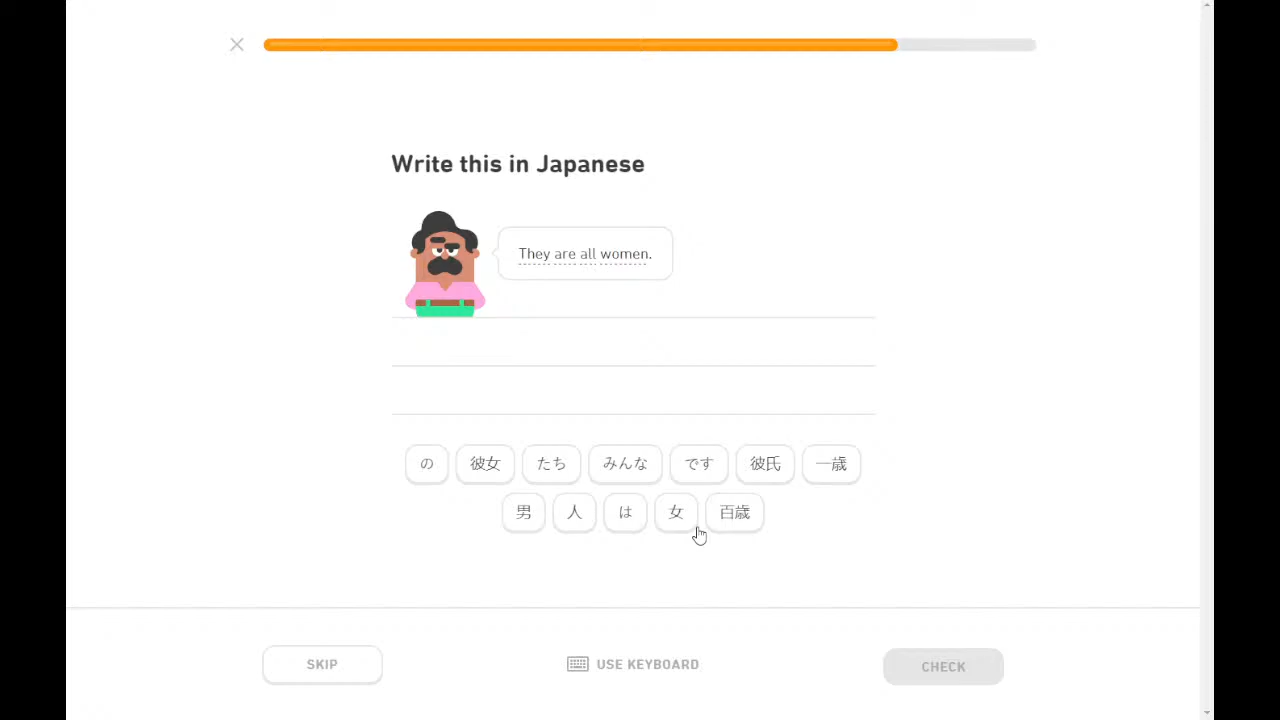 Write this in Japanese
They are all women.
の 彼女 たち みんな です 彼氏 一歳
男 人 は 女 百歳
SKIP
USE KEYBOARD
CHECK